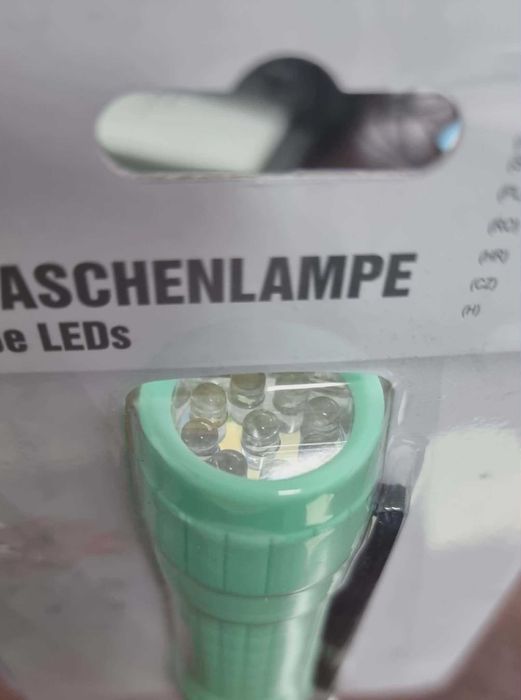 ASCHENLAMPE
e LEDs
(PL
(RO)
(HR)
(CZ)
(H)